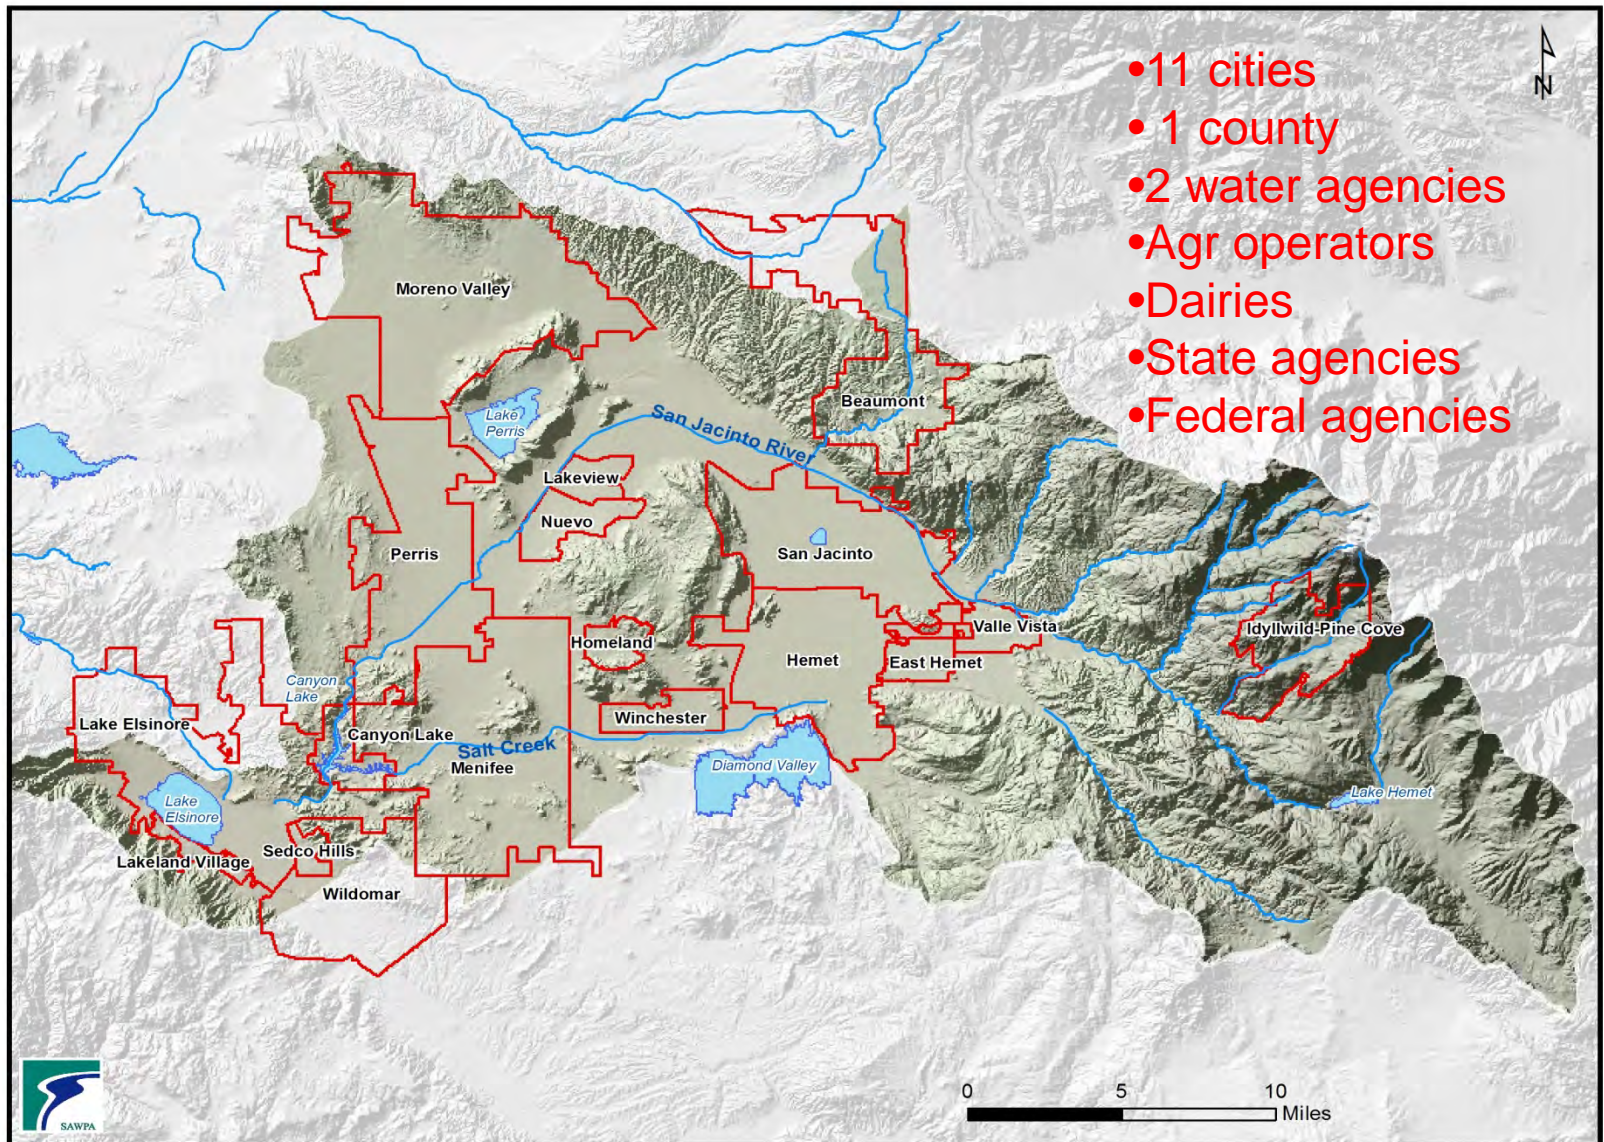 •11 cities
• 1 county
•2 water agencies
•Agr operators
•Dairies
•State agencies
•Federal agencies
N
Moreno Valley
Beaumont
Lake
Perris
San Jacinto River
Lakeview
Nuevo
Perris
San Jacinto
Homeland
Hemet
East Hemet
Valle Vista
Idyllwild-Pine Cove
Canyon
Lake
Lake Elsinore
Canyon Lake
Winchester
Salt Creek
Menifee
Diamond Valley
Lake Hemet
Lake
Elsinore
Lakeland Village
Sedco Hills
Wildomar
0 5 10
Miles
SAWPA